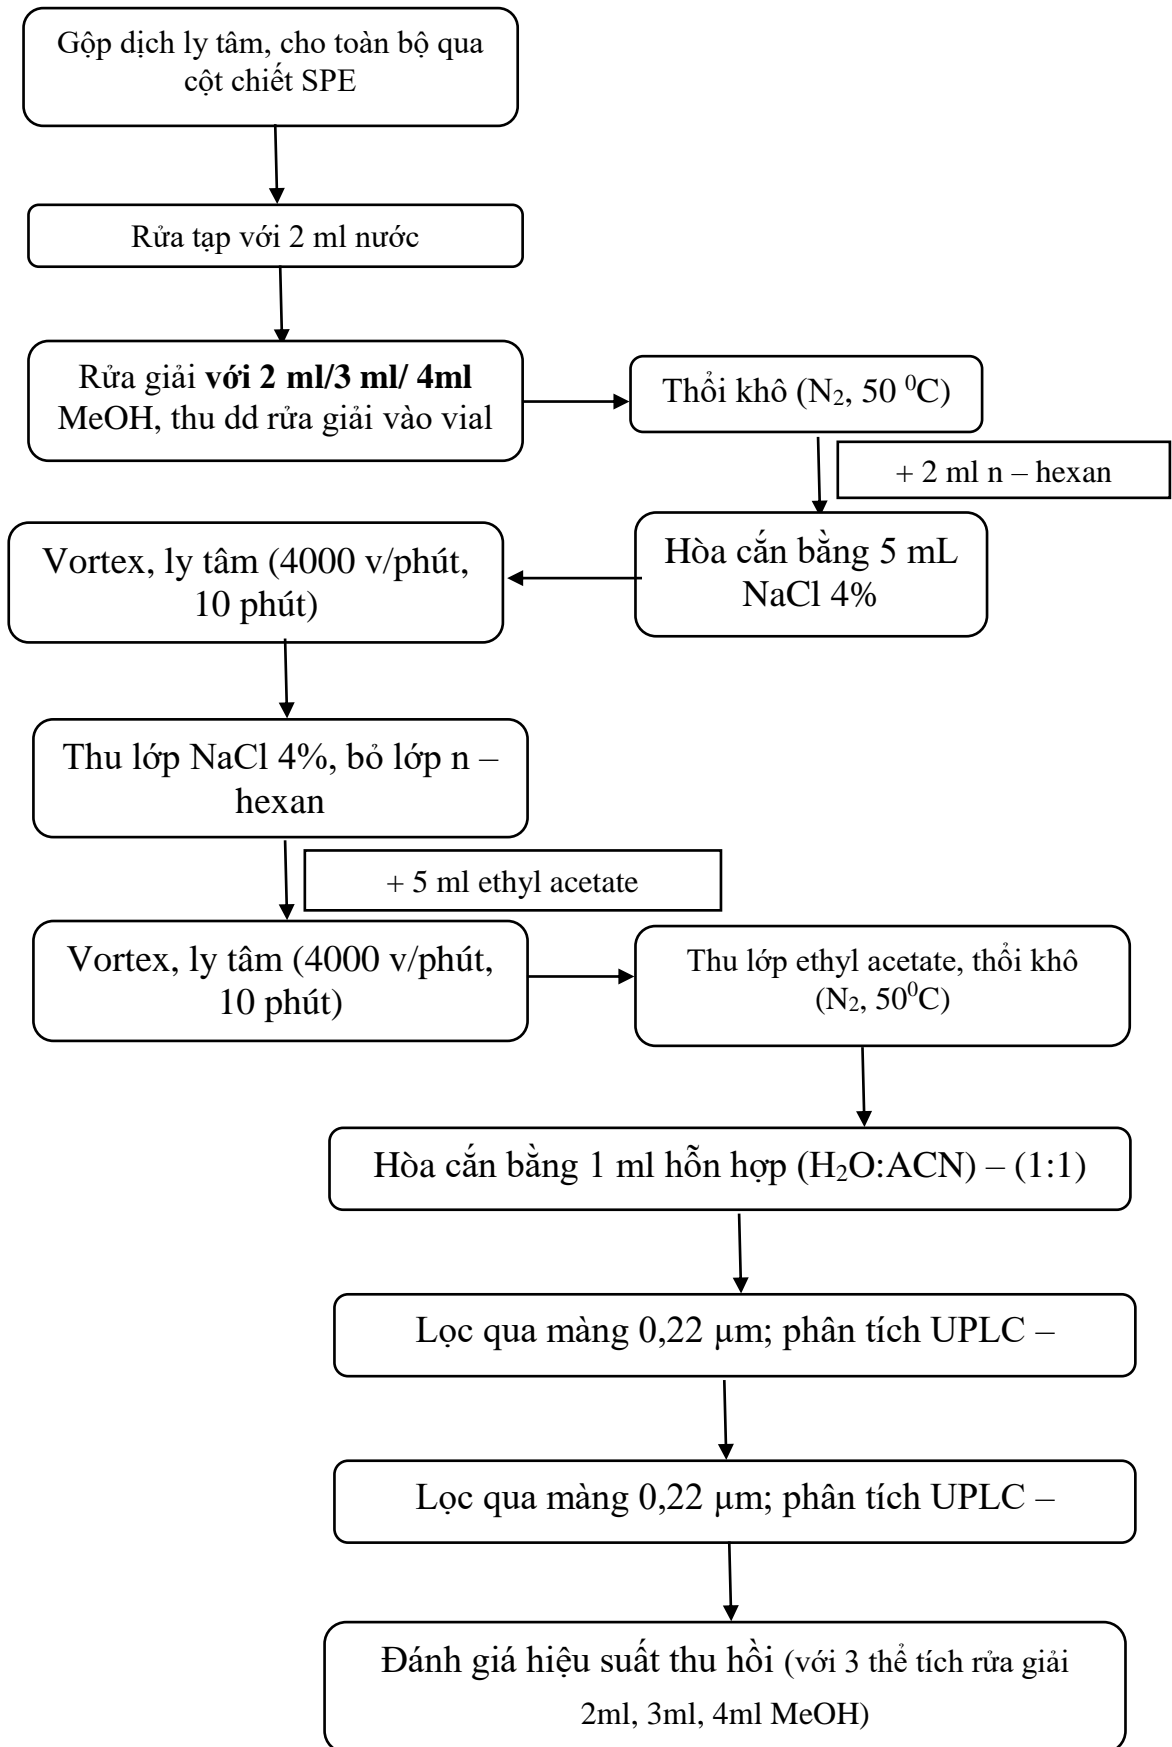 Gộp dịch ly tâm, cho toàn bộ qua
cột chiết SPE
Rửa tạp với 2 ml nước
Rửa giải với 2 ml/3 ml/ 4ml
MeOH, thu dd rửa giải vào vial
Thổi khô (N₂, 50 ⁰C)
+ 2 ml n – hexan
Hòa cắn bằng 5 mL
NaCl 4%
Vortex, ly tâm (4000 v/phút,
10 phút)
Thu lớp NaCl 4%, bỏ lớp n –
hexan
+ 5 ml ethyl acetate
Vortex, ly tâm (4000 v/phút,
10 phút)
Thu lớp ethyl acetate, thổi khô
(N₂, 50⁰C)
Hòa cắn bằng 1 ml hỗn hợp (H₂O:ACN) – (1:1)
Lọc qua màng 0,22 µm; phân tích UPLC –
Lọc qua màng 0,22 µm; phân tích UPLC –
Đánh giá hiệu suất thu hồi (với 3 thể tích rửa giải
2ml, 3ml, 4ml MeOH)